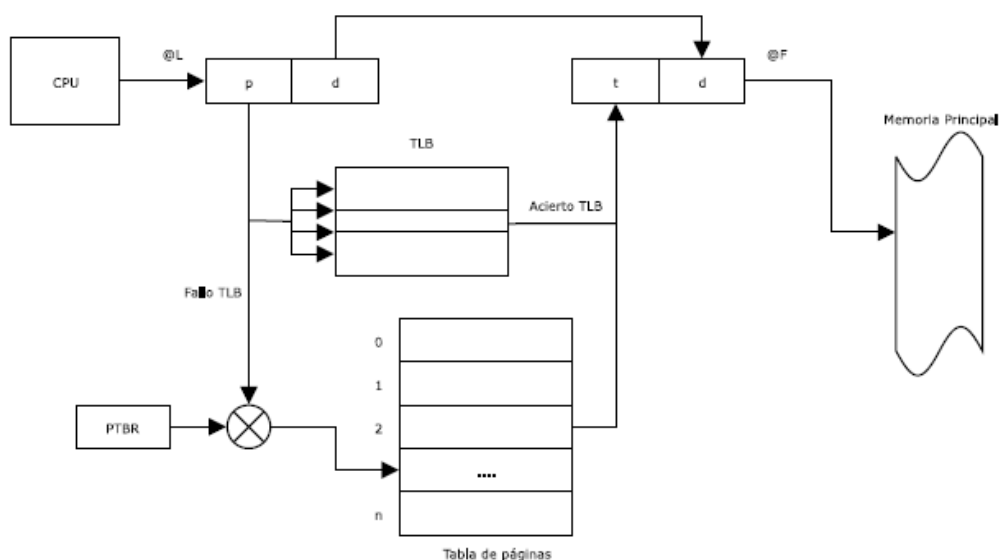 @L
@F
CPU
p
d
t
d
Memoria Principal
TLB
Acierto TLB
Fallo TLB
0
1
PTBR
2
....
n
Tabla de páginas